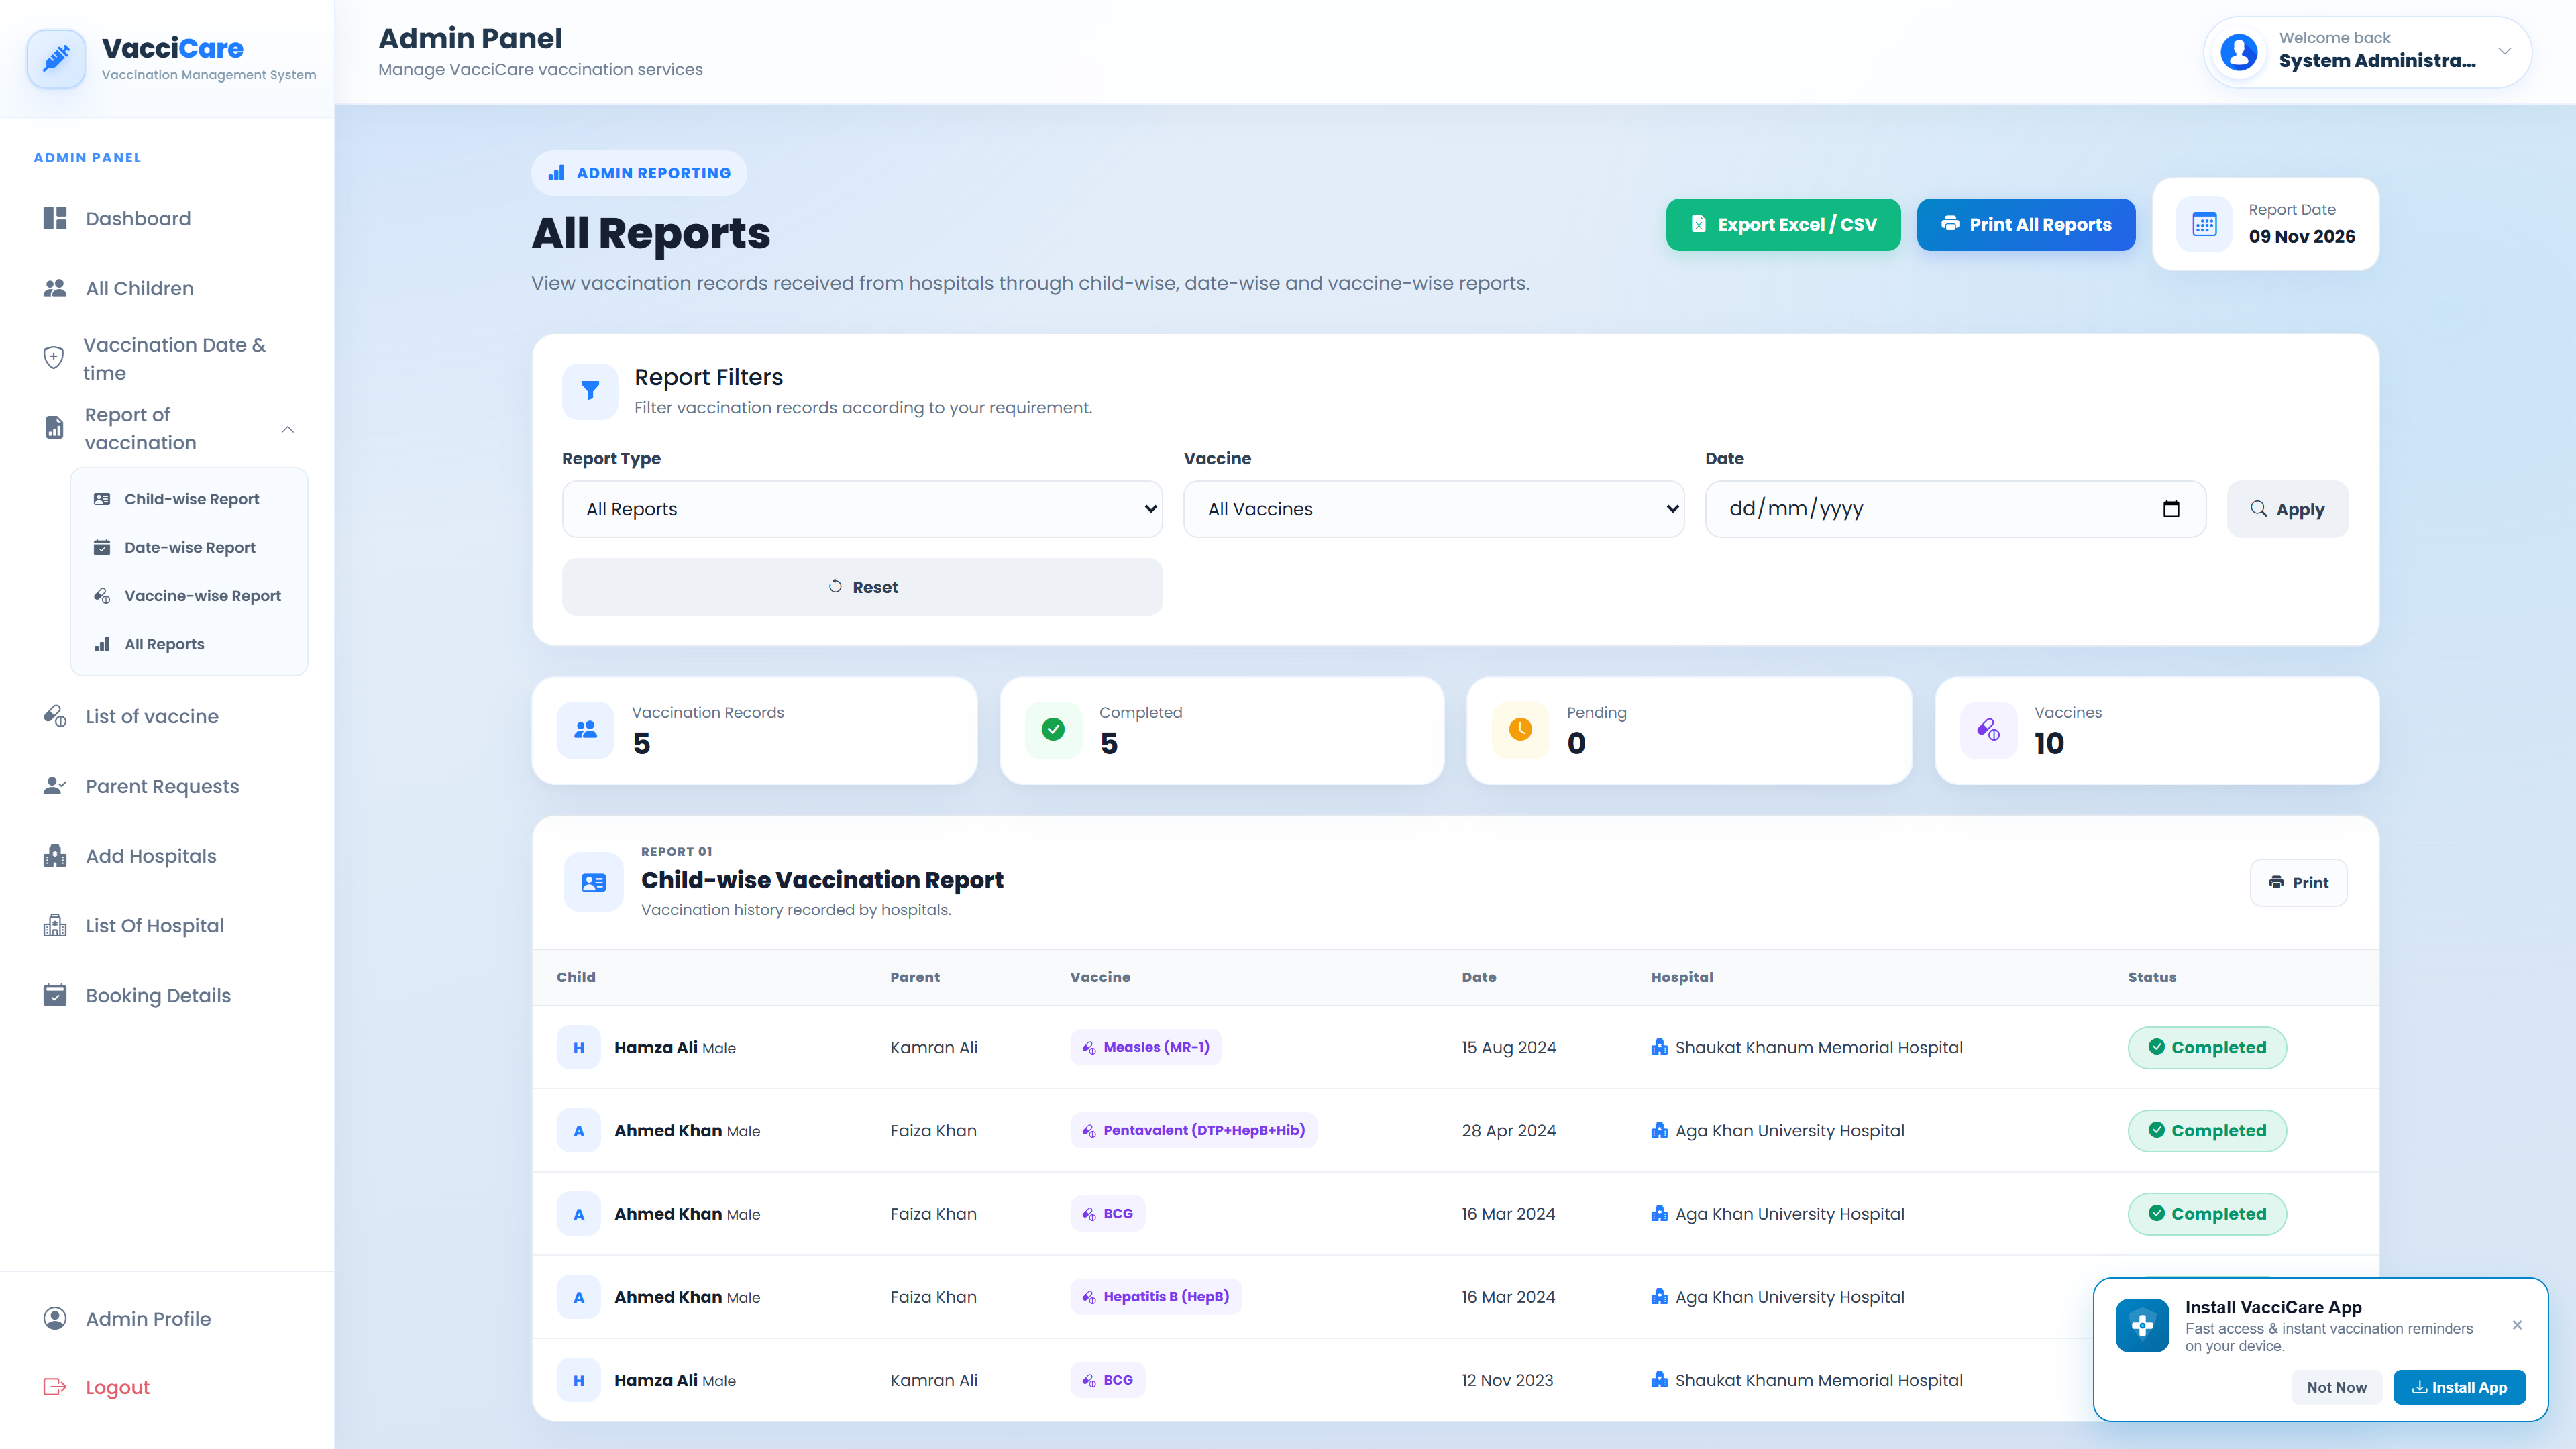 VacciCare
Vaccination Management System
ADMIN PANEL
Dashboard
All Children
Vaccination Date &
time
Report of
vaccination
Child-wise Report
Date-wise Report
Vaccine-wise Report
All Reports
List of vaccine
Parent Requests
Add Hospitals
List Of Hospital
Booking Details
Admin Profile
Logout
Admin Panel
Manage VacciCare vaccination services
Welcome back
System Administra...
ADMIN REPORTING
All Reports
View vaccination records received from hospitals through child-wise, date-wise and vaccine-wise reports.
Export Excel / CSV
Print All Reports
Report Date
09 Nov 2026
Report Filters
Filter vaccination records according to your requirement.
Report Type
Vaccine
Date
All Reports
All Vaccines
dd/mm/yyyy
Apply
Reset
Vaccination Records
5
Completed
5
Pending
0
Vaccines
10
REPORT 01
Child-wise Vaccination Report
Vaccination history recorded by hospitals.
Print
Child Parent Vaccine Date Hospital Status
H Hamza Ali Male Kamran Ali Measles (MR-1) 15 Aug 2024 Shaukat Khanum Memorial Hospital Completed
A Ahmed Khan Male Faiza Khan Pentavalent (DTP+HepB+Hib) 28 Apr 2024 Aga Khan University Hospital Completed
A Ahmed Khan Male Faiza Khan BCG 16 Mar 2024 Aga Khan University Hospital Completed
A Ahmed Khan Male Faiza Khan Hepatitis B (HepB) 16 Mar 2024 Aga Khan University Hospital
H Hamza Ali Male Kamran Ali BCG 12 Nov 2023 Shaukat Khanum Memorial Hospital
Install VacciCare App
Fast access & instant vaccination reminders
on your device.
Not Now
Install App